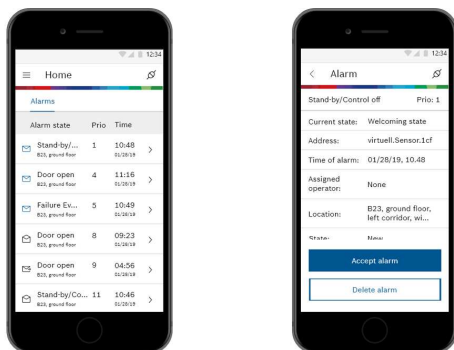 12:34
Home
Alarms
Alarm state Prio Time
Stand-by/... 1 10:48
B23, ground floor 01/28/19
Door open 4 11:16
B23, ground floor 01/28/19
Failure Ev... 5 10:49
B23, ground floor 01/28/19
Door open 8 09:23
B23, ground floor 01/28/19
Door open 9 04:56
B23, ground floor 01/28/19
Stand-by/Co... 11 10:46
B23, ground floor 01/28/19
12:34
Alarm
Stand-by/Control off Prio: 1
Current state: Welcoming state
Address: virtuell.Sensor.1cf
Time of alarm: 01/28/19, 10.48
Assigned
operator: None
Location: B23, ground floor,
left corridor, wi...
State: New
Accept alarm
Delete alarm